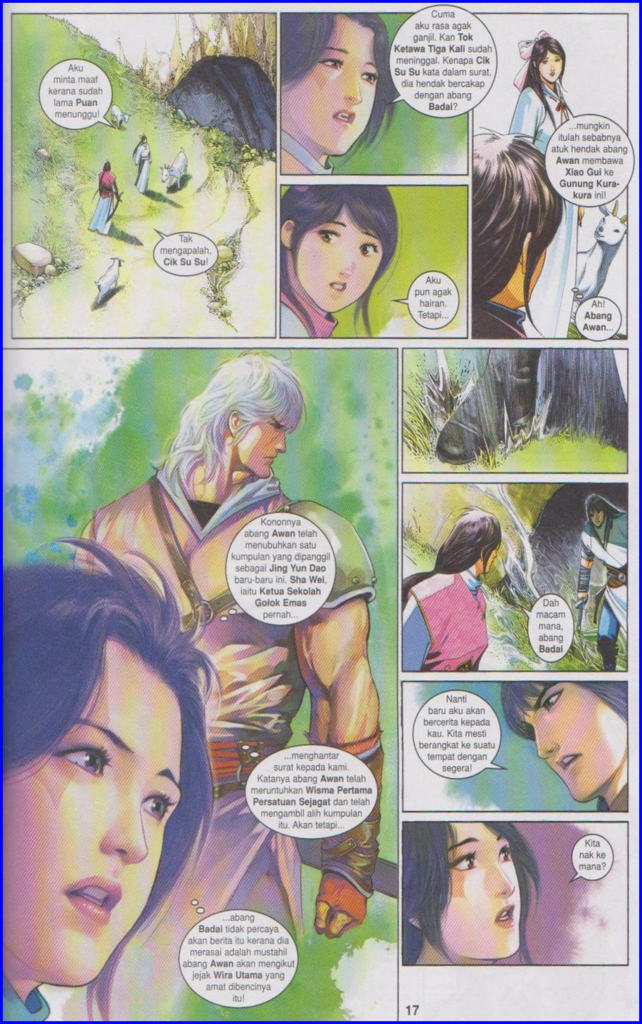 Aku
minta maaf
kerana sudah
lama Puan
menunggu!
Tak
mengapalah,
Cik Su Su!
Cuma
aku rasa agak
ganjil. Kan Tok
Ketawa Tiga Kali sudah
meninggal. Kenapa Cik
Su Su kata dalam surat,
dia hendak bercakap
dengan abang
Badai?
Aku
pun agak
hairan.
Tetapi...
...mungkin
itulah sebabnya
atuk hendak abang
Awan membawa
Xiao Gui ke
Gunung Kura-
kura ini!
Ah!
Abang
Awan...
Kononnya
abang Awan telah
menubuhkan satu
kumpulan yang dipanggil
sebagai Jing Yun Dao
baru-baru ini. Sha Wei,
iaitu Ketua Sekolah
Golok Emas
pernah...
...menghantar
surat kepada kami.
Katanya abang Awan telah
meruntuhkan Wisma Pertama
Persatuan Sejagat dan telah
mengambil alih kumpulan
itu. Akan tetapi...
...abang
Badai tidak percaya
akan berita itu kerana dia
merasai adalah mustahil
abang Awan akan mengikut
jejak Wira Utama yang
amat dibencinya
itu!
Dah
macam
mana,
abang
Badai
Nanti
baru aku akan
bercerita kepada
kau. Kita mesti
berangkat ke suatu
tempat dengan
segera!
Kita
nak ke
mana?
17